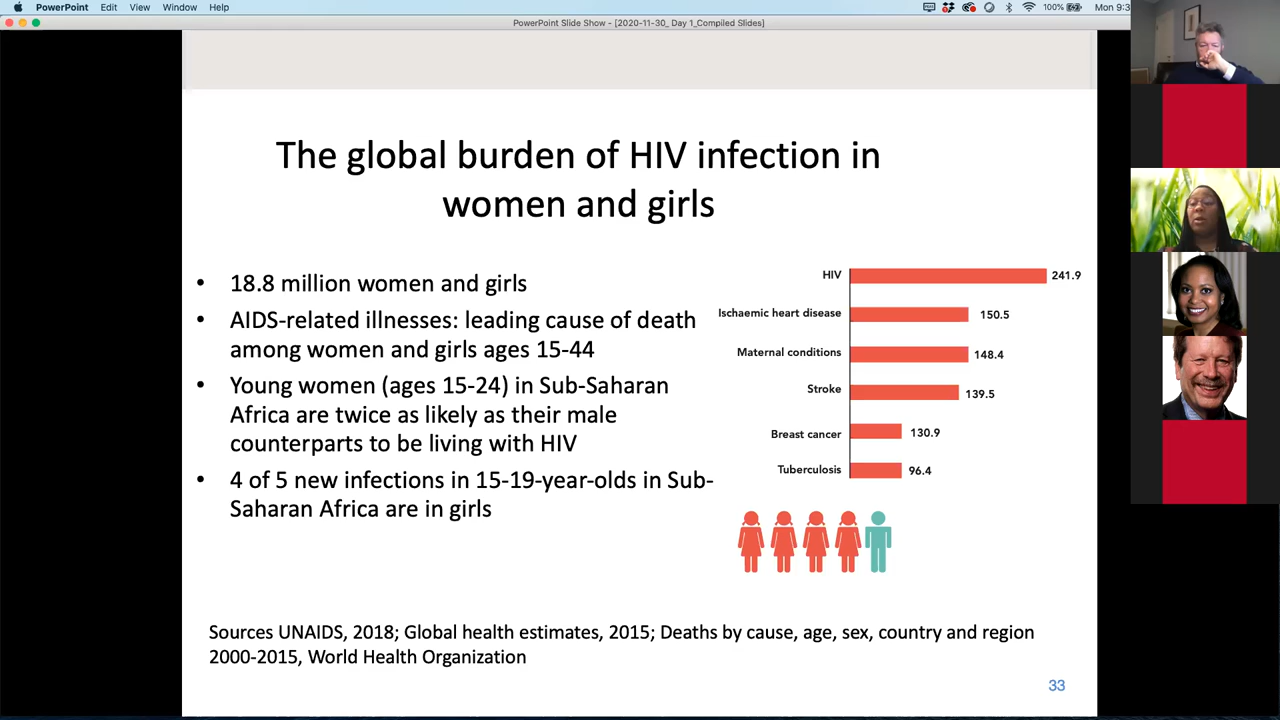 PowerPoint File Edit View Window Help 100% Mon 9:3
PowerPoint Slide Show - [2020-11-30_ Day 1_Compiled Slides]
The global burden of HIV infection in
women and girls
• 18.8 million women and girls
• AIDS-related illnesses: leading cause of death
among women and girls ages 15-44
• Young women (ages 15-24) in Sub-Saharan
Africa are twice as likely as their male
counterparts to be living with HIV
• 4 of 5 new infections in 15-19-year-olds in Sub-
Saharan Africa are in girls
HIV 241.9
Ischaemic heart disease 150.5
Maternal conditions 148.4
Stroke 139.5
Breast cancer 130.9
Tuberculosis 96.4
Sources UNAIDS, 2018; Global health estimates, 2015; Deaths by cause, age, sex, country and region
2000-2015, World Health Organization
33